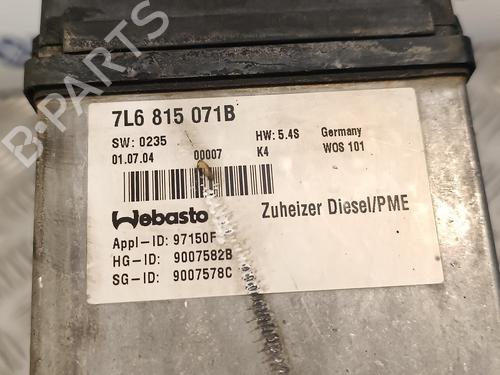 7L6 815 071B
SW: 0235 HW: 5.4S Germany
01.07.04 00007 K4 WOS 101
Webasto Zuheizer Diesel/PME
Appl-ID: 97150F
HG-ID: 9007582B
SG-ID: 9007578C
B-PARTS